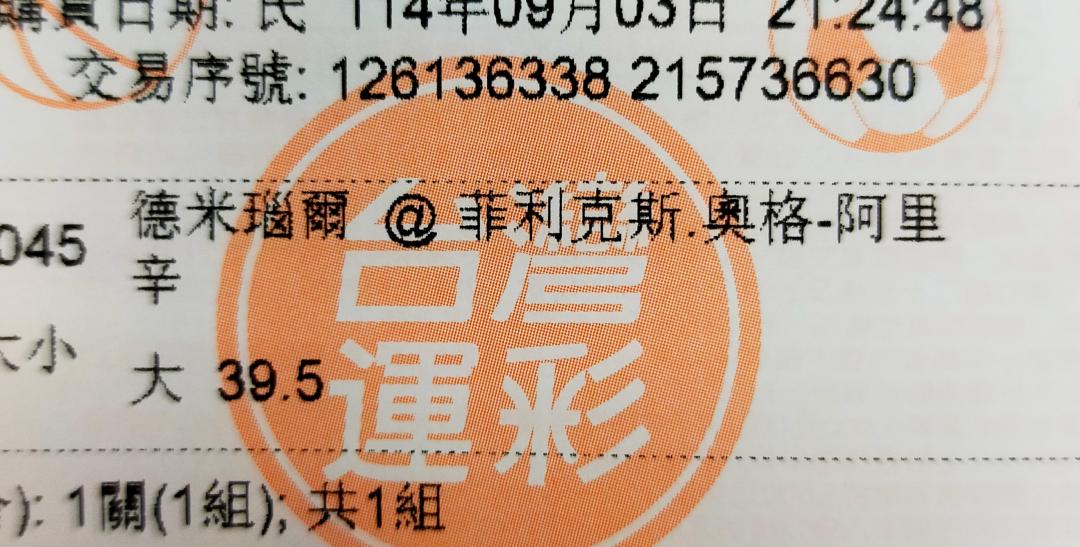 購買日期: 民 114年09月03日 21:24:48
交易序號: 126136338 215736630
045 德米瑙爾 @ 菲利克斯.奧格-阿里
辛
大小 大 39.5
台灣
運彩
): 1關(1組); 共1組